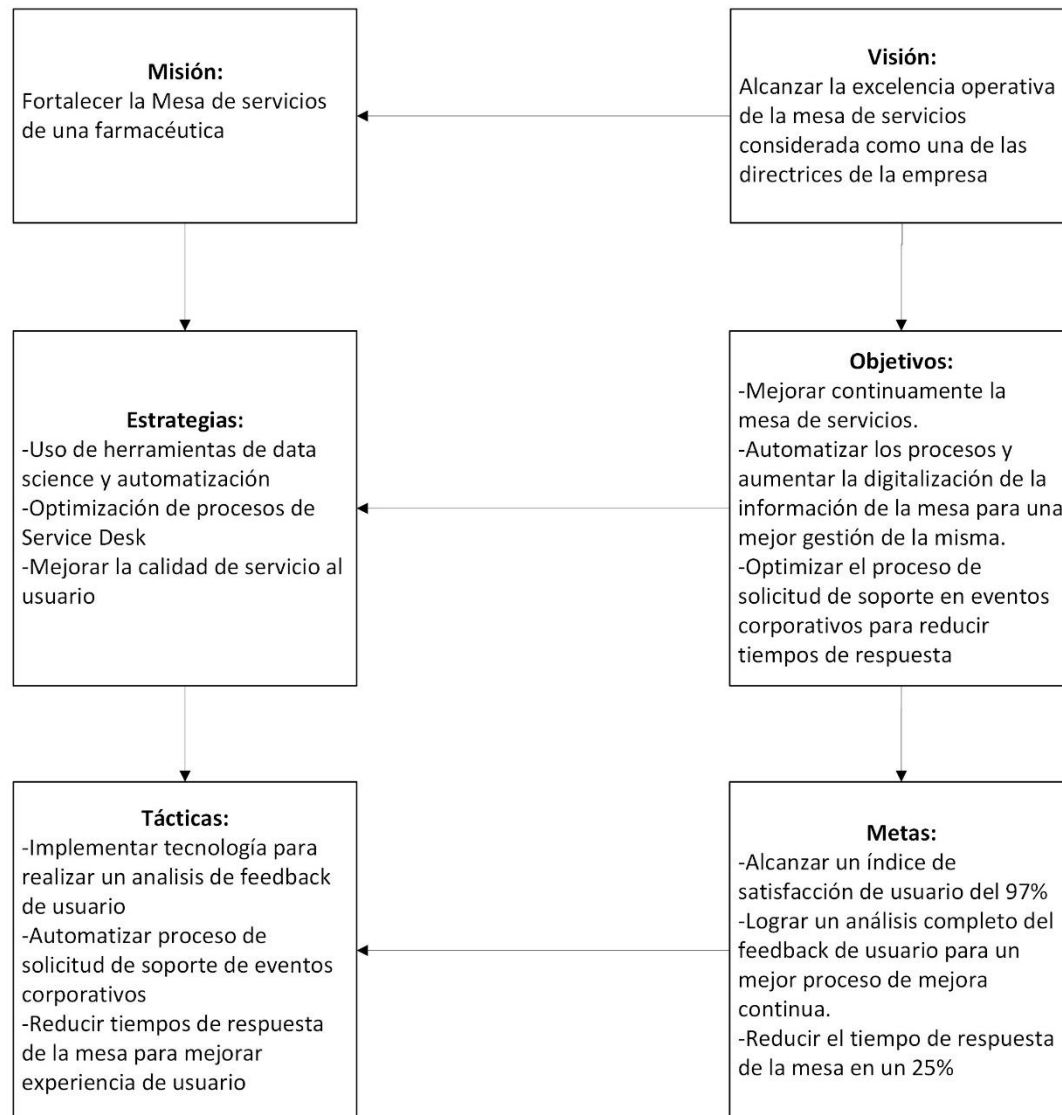 Misión:
Fortalecer la Mesa de servicios
de una farmacéutica
Visión:
Alcanzar la excelencia operativa
de la mesa de servicios
considerada como una de las
directrices de la empresa
Estrategias:
-Uso de herramientas de data
science y automatización
-Optimización de procesos de
Service Desk
-Mejorar la calidad de servicio al
usuario
Objetivos:
-Mejorar continuamente la
mesa de servicios.
-Automatizar los procesos y
aumentar la digitalización de la
información de la mesa para una
mejor gestión de la misma.
-Optimizar el proceso de
solicitud de soporte en eventos
corporativos para reducir
tiempos de respuesta
Tácticas:
-Implementar tecnología para
realizar un analisis de feedback
de usuario
-Automatizar proceso de
solicitud de soporte de eventos
corporativos
-Reducir tiempos de respuesta
de la mesa para mejorar
experiencia de usuario
Metas:
-Alcanzar un índice de
satisfacción de usuario del 97%
-Lograr un análisis completo del
feedback de usuario para un
mejor proceso de mejora
continua.
-Reducir el tiempo de respuesta
de la mesa en un 25%